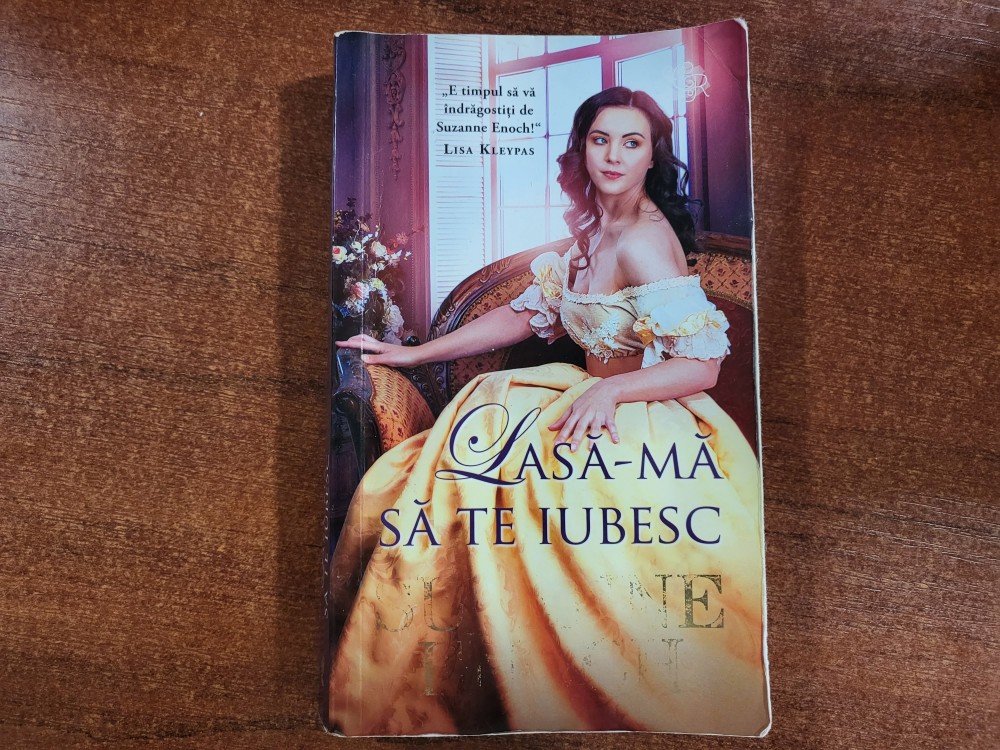 „E timpul să vă
îndrăgostiți de
Suzanne Enoch!“
LISA KLEYPAS
LASĂ-MĂ
SĂ TE IUBESC